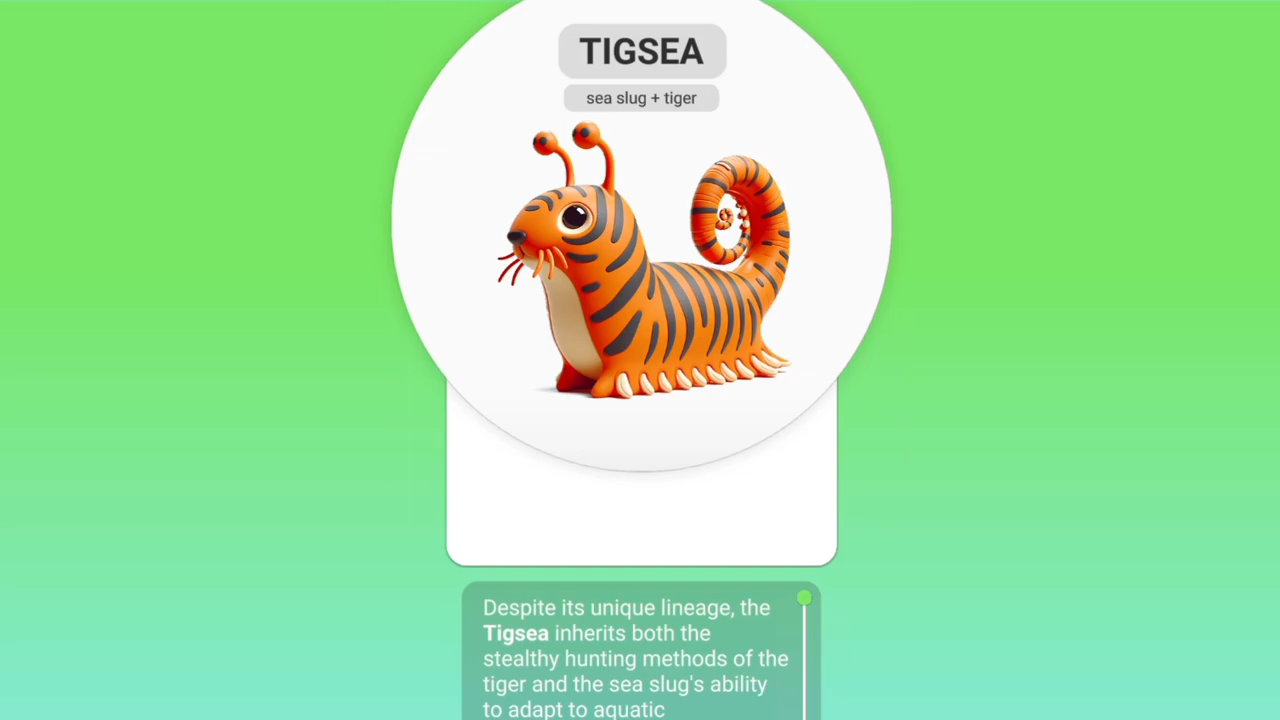 TIGSEA
sea slug + tiger
Despite its unique lineage, the
Tigsea inherits both the
stealthy hunting methods of the
tiger and the sea slug's ability
to adapt to aquatic